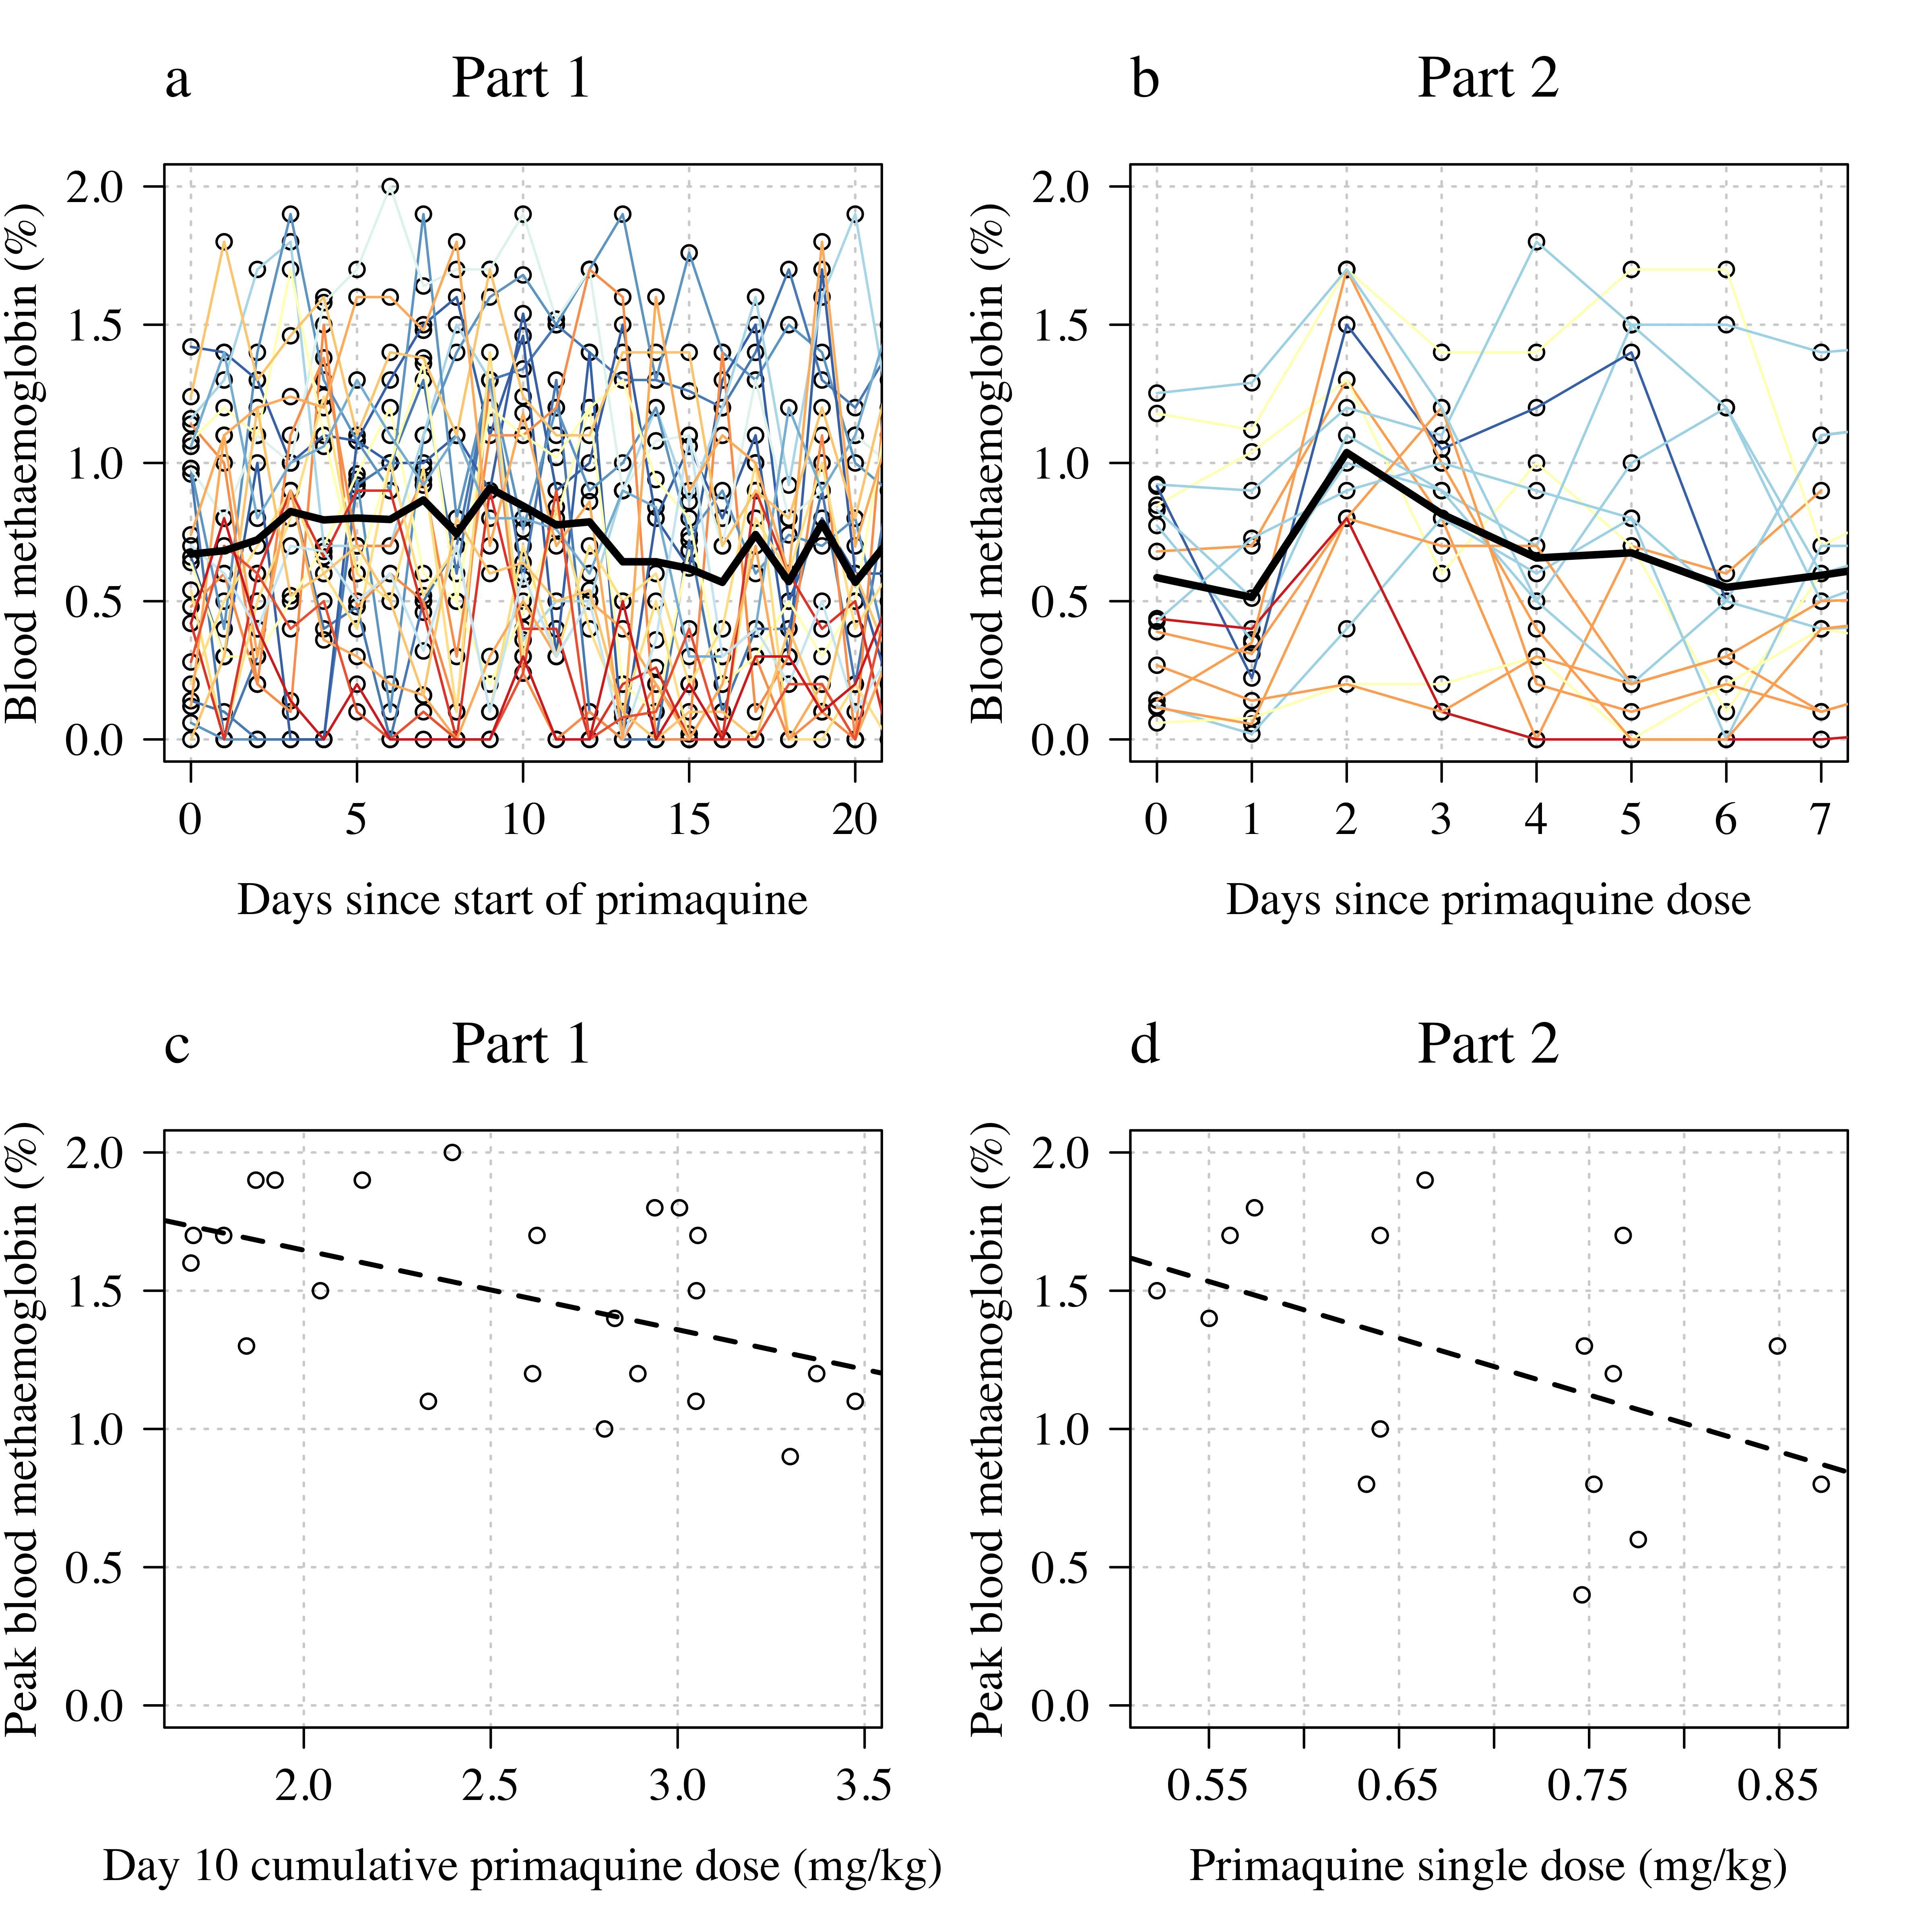 a
Part 1
Blood methaemoglobin (%)
2.0
1.5
1.0
0.5
0.0
0 5 10 15 20
Days since start of primaquine
b
Part 2
Blood methaemoglobin (%)
2.0
1.5
1.0
0.5
0.0
0 1 2 3 4 5 6 7
Days since primaquine dose
c
Part 1
Peak blood methaemoglobin (%)
2.0
1.5
1.0
0.5
0.0
2.0 2.5 3.0 3.5
Day 10 cumulative primaquine dose (mg/kg)
d
Part 2
Peak blood methaemoglobin (%)
2.0
1.5
1.0
0.5
0.0
0.55 0.65 0.75 0.85
Primaquine single dose (mg/kg)